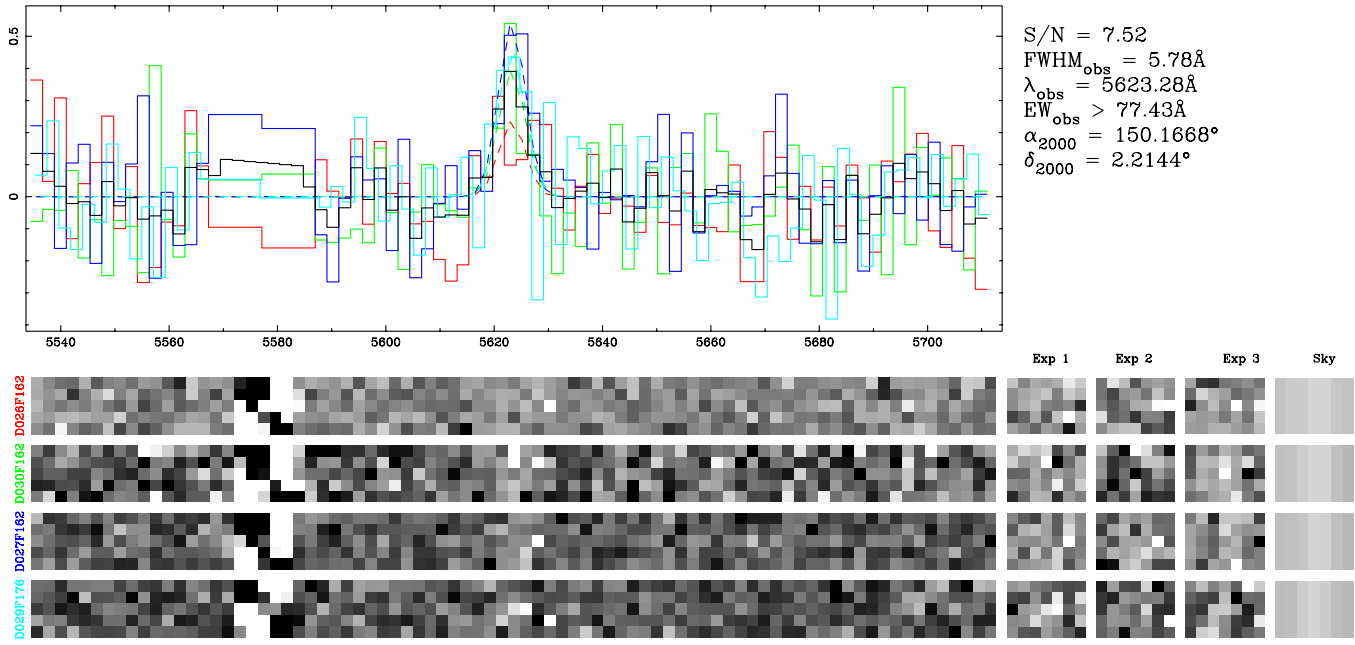 0.5
0
S/N = 7.52
FWHM_obs = 5.78Å
λ_obs = 5623.28Å
EW_obs > 77.43Å
α_2000 = 150.1668°
δ_2000 = 2.2144°
5540 5560 5580 5600 5620 5640 5660 5680 5700
Exp 1 Exp 2 Exp 3 Sky
D026F162
D030F162
D027F162
D029F176